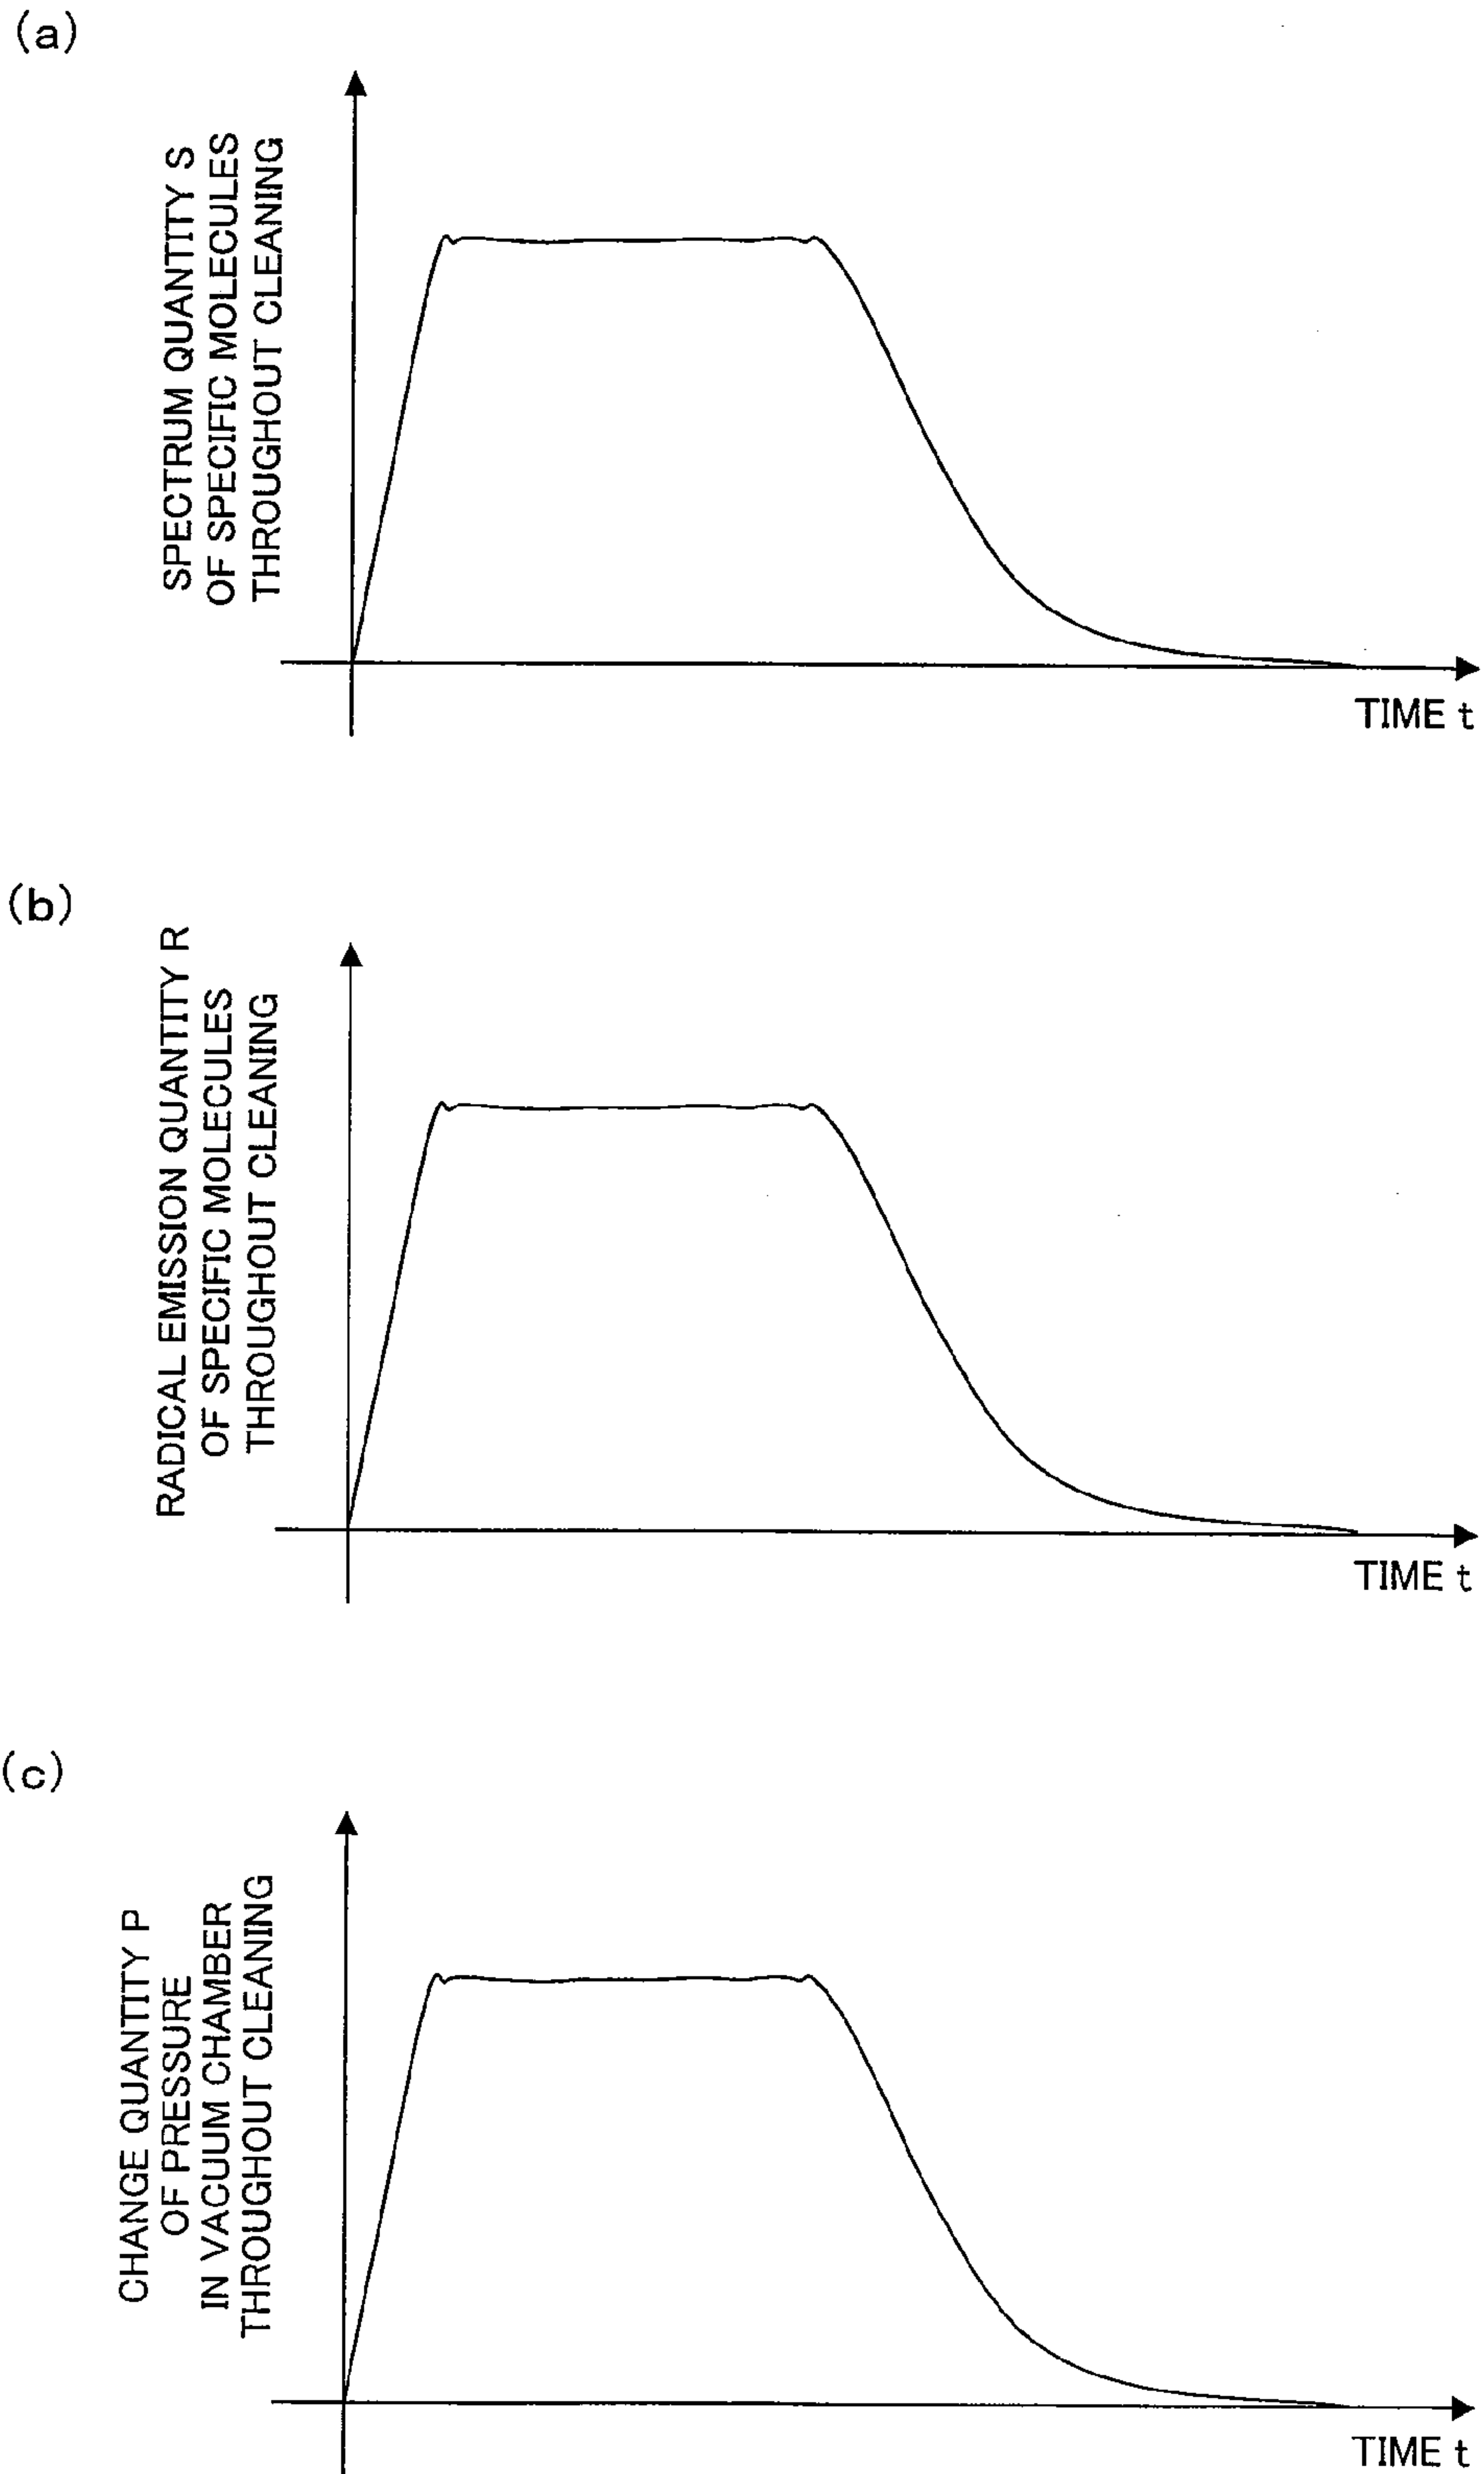 (a)
SPECTRUM QUANTITY S
OF SPECIFIC MOLECULES
THROUGHOUT CLEANING
TIME t
(b)
RADICAL EMISSION QUANTITY R
OF SPECIFIC MOLECULES
THROUGHOUT CLEANING
TIME t
(c)
CHANGE QUANTITY P
OF PRESSURE
IN VACUUM CHAMBER
THROUGHOUT CLEANING
TIME t